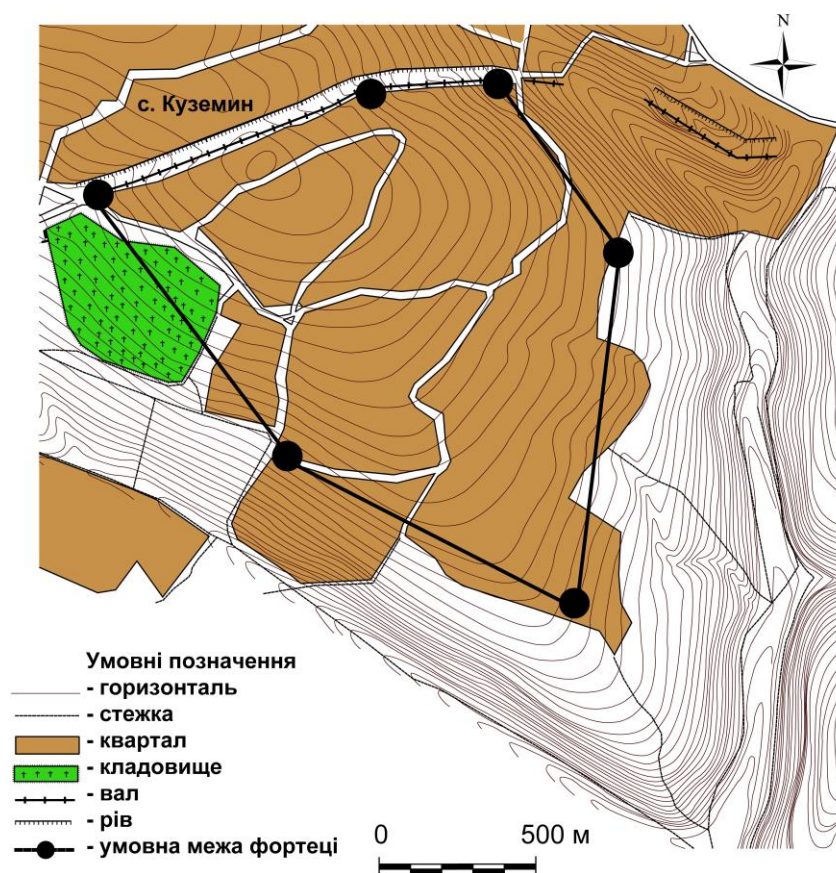 N
с. Куземин
Умовні позначення
- горизонталь
- стежка
- квартал
- кладовище
- вал
- рів
- умовна межа фортеці
0 500 м